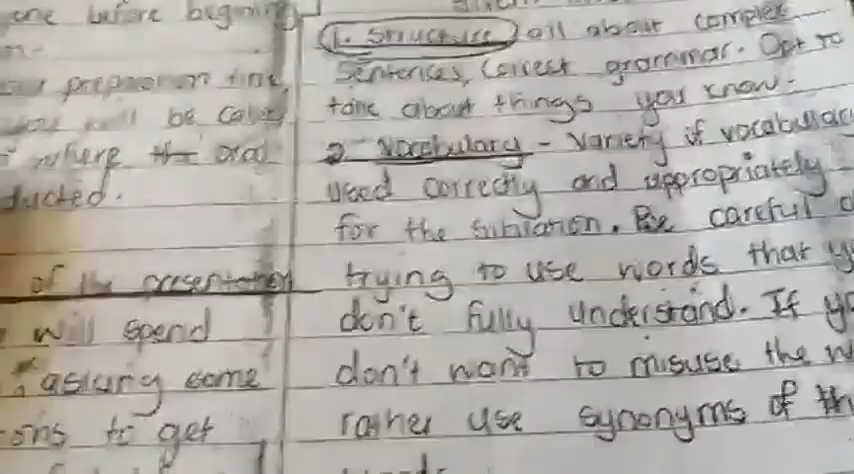 one before beginning
preparation time,
will be called
where the oral
ducted.
of the presentation
will spend
asking some
ons to get
1. Structure all about complex
sentences, correct grammar. Opt to
talk about things you know.
2 Vocabulary - variety of vocabulary
used correctly and appropriately
for the situation. Be careful o
trying to use words that y
don't fully understand. If yo
don't want to misuse the w
rather use synonyms of th